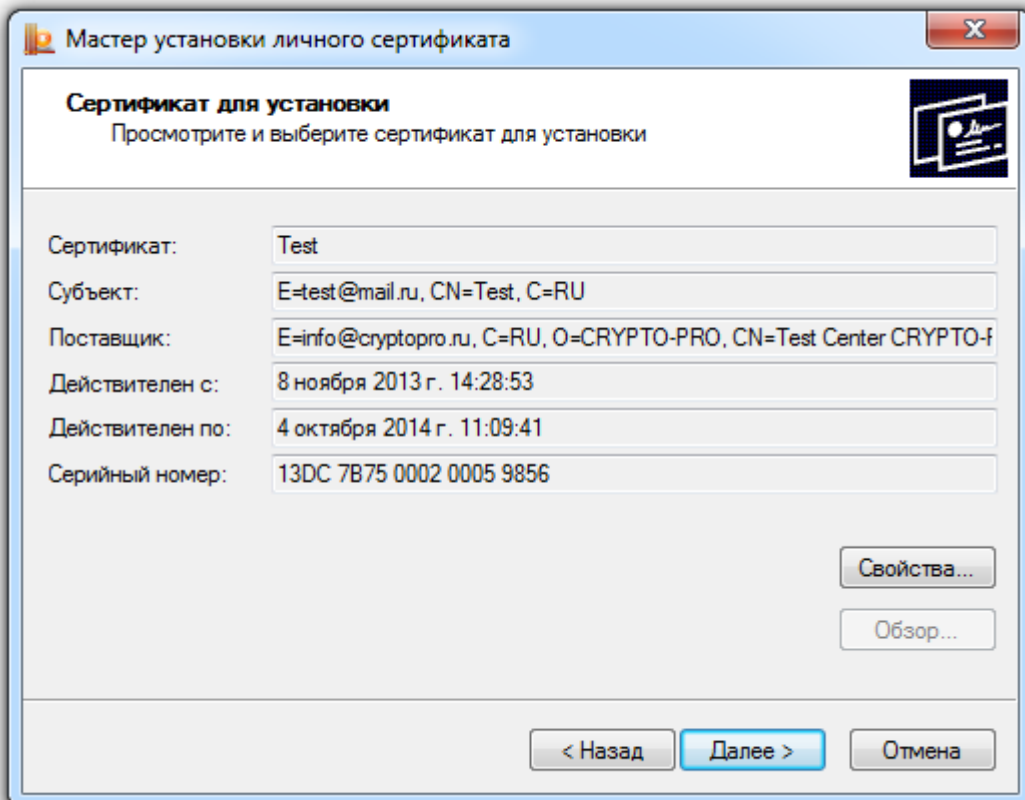 Мастер установки личного сертификата
Сертификат для установки
Просмотрите и выберите сертификат для установки
Сертификат: Test
Субъект: E=test@mail.ru, CN=Test, C=RU
Поставщик: E=info@cryptopro.ru, C=RU, O=CRYPTO-PRO, CN=Test Center CRYPTO-P
Действителен с: 8 ноября 2013 г. 14:28:53
Действителен по: 4 октября 2014 г. 11:09:41
Серийный номер: 13DC 7B75 0002 0005 9856
Свойства...
Обзор...
< Назад Далее > Отмена